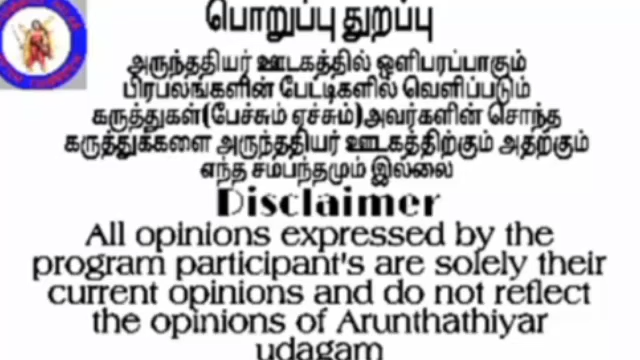 பொறுப்பு துறப்பு
அருந்ததியர் ஊடகத்தில் ஒளிபரப்பாகும்
பிரபலங்களின் பேட்டிகளில் வெளிப்படும்
கருத்துகள்(பேச்சும் ஏச்சும்)அவர்களின் சொந்த
கருத்துக்களை அருந்ததியர் ஊடகத்திற்கும் அதற்கும்
எந்த சம்பந்தமும் இல்லை
Disclaimer
All opinions expressed by the
program participant's are solely their
current opinions and do not reflect
the opinions of Arunthathiyar
udagam